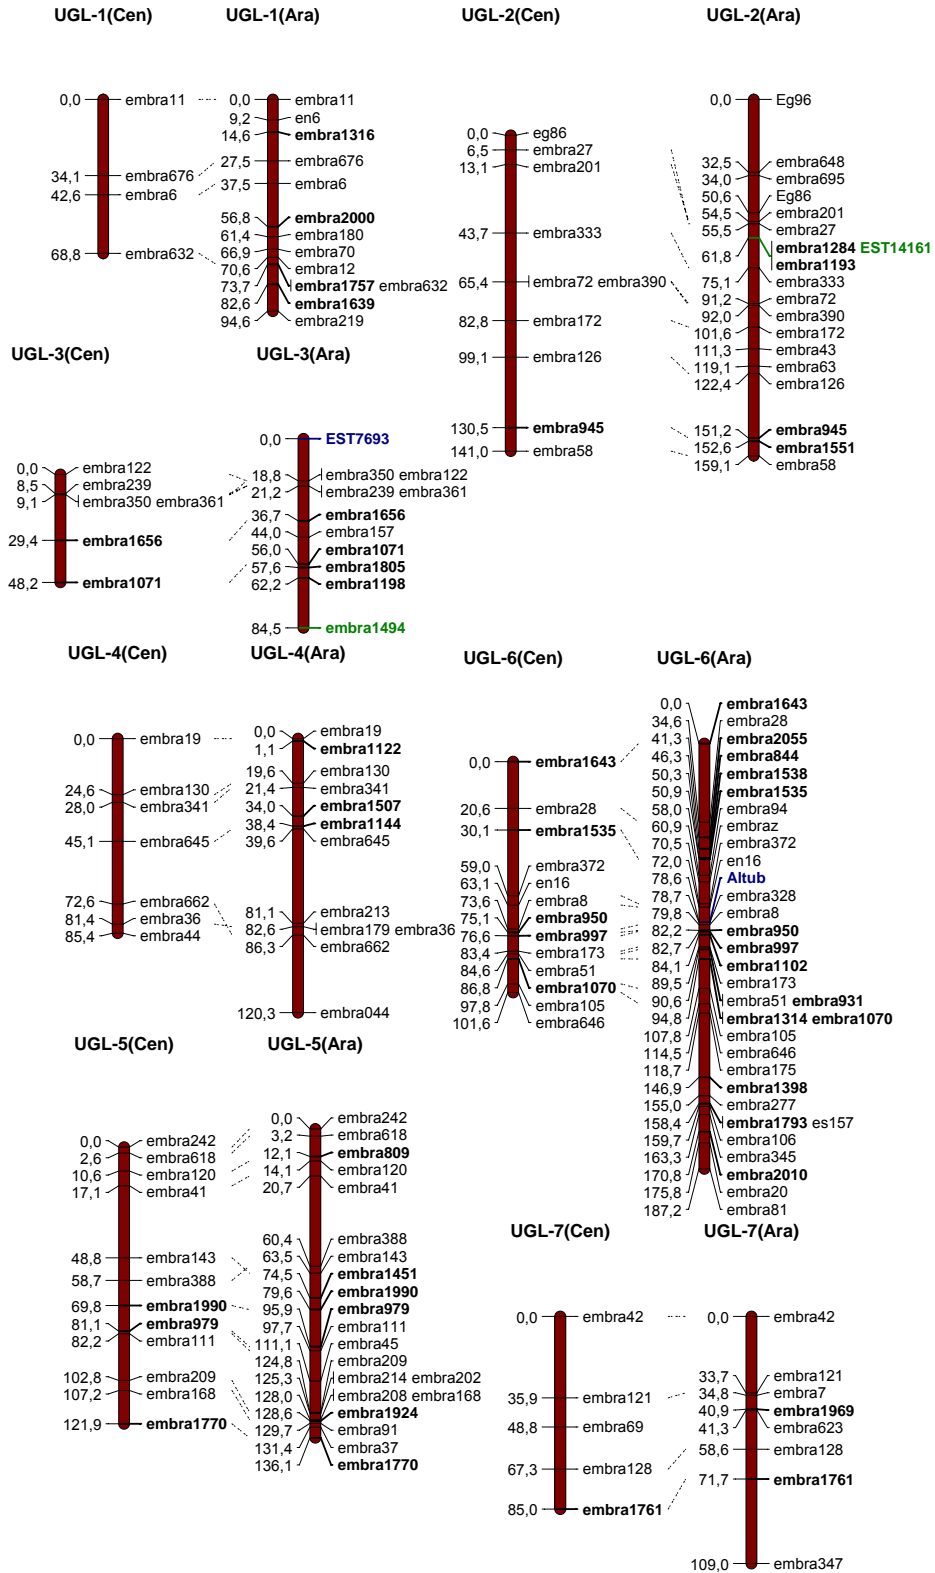 UGL-1(Cen) UGL-1(Ara) UGL-2(Cen) UGL-2(Ara)
0,0 embra11
34,1 embra676
42,6 embra6
68,8 embra632
0,0 embra11
9,2 en6
14,6 embra1316
27,5 embra676
37,5 embra6
56,8 embra2000
61,4 embra180
66,9 embra70
70,6 embra12
73,7 embra1757 embra632
82,6 embra1639
94,6 embra219
0,0 eg86
6,5 embra27
13,1 embra201
43,7 embra333
65,4 embra72 embra390
82,8 embra172
99,1 embra126
130,5 embra945
141,0 embra58
0,0 Eg96
32,5 embra648
34,0 embra695
50,6 Eg86
54,5 embra201
55,5 embra27
61,8 embra1284 EST14161
embra1193
75,1 embra333
91,2 embra72
92,0 embra390
101,6 embra172
111,3 embra43
119,1 embra63
122,4 embra126
151,2 embra945
152,6 embra1551
159,1 embra58
UGL-3(Cen) UGL-3(Ara)
0,0 embra122
8,5 embra239
9,1 embra350 embra361
29,4 embra1656
48,2 embra1071
0,0 EST7693
18,8 embra350 embra122
21,2 embra239 embra361
36,7 embra1656
44,0 embra157
56,0 embra1071
57,6 embra1805
62,2 embra1198
84,5 embra1494
UGL-4(Cen) UGL-4(Ara) UGL-6(Cen) UGL-6(Ara)
0,0 embra19
24,6 embra130
28,0 embra341
45,1 embra645
72,6 embra662
81,4 embra36
85,4 embra44
0,0 embra19
1,1 embra1122
19,6 embra130
21,4 embra341
34,0 embra1507
38,4 embra1144
39,6 embra645
81,1 embra213
82,6 embra179 embra36
86,3 embra662
120,3 embra044
0,0 embra1643
20,6 embra28
30,1 embra1535
59,0 embra372
63,1 en16
73,6 embra8
75,1 embra950
76,6 embra997
83,4 embra173
84,6 embra51
86,8 embra1070
97,8 embra105
101,6 embra646
0,0 embra1643
34,6 embra28
41,3 embra2055
46,3 embra844
50,3 embra1538
50,9 embra1535
58,0 embra94
60,9 embraz
70,5 embra372
72,0 en16
78,6 Altub
78,7 embra328
79,8 embra8
82,2 embra950
82,7 embra997
84,1 embra1102
89,5 embra173
90,6 embra51 embra931
94,8 embra1314 embra1070
107,8 embra105
114,5 embra646
118,7 embra175
146,9 embra1398
155,0 embra277
158,4 embra1793 es157
159,7 embra106
163,3 embra345
170,8 embra2010
175,8 embra20
187,2 embra81
UGL-5(Cen) UGL-5(Ara)
0,0 embra242
2,6 embra618
10,6 embra120
17,1 embra41
48,8 embra143
58,7 embra388
69,8 embra1990
81,1 embra979
82,2 embra111
102,8 embra209
107,2 embra168
121,9 embra1770
0,0 embra242
3,2 embra618
12,1 embra809
14,1 embra120
20,7 embra41
60,4 embra388
63,5 embra143
74,5 embra1451
79,6 embra1990
95,9 embra979
97,7 embra111
111,1 embra45
124,8 embra209
125,3 embra214 embra202
128,0 embra208 embra168
128,6 embra1924
129,7 embra91
131,4 embra37
136,1 embra1770
UGL-7(Cen) UGL-7(Ara)
0,0 embra42
35,9 embra121
48,8 embra69
67,3 embra128
85,0 embra1761
0,0 embra42
33,7 embra121
34,8 embra7
40,9 embra1969
41,3 embra623
58,6 embra128
71,7 embra1761
109,0 embra347